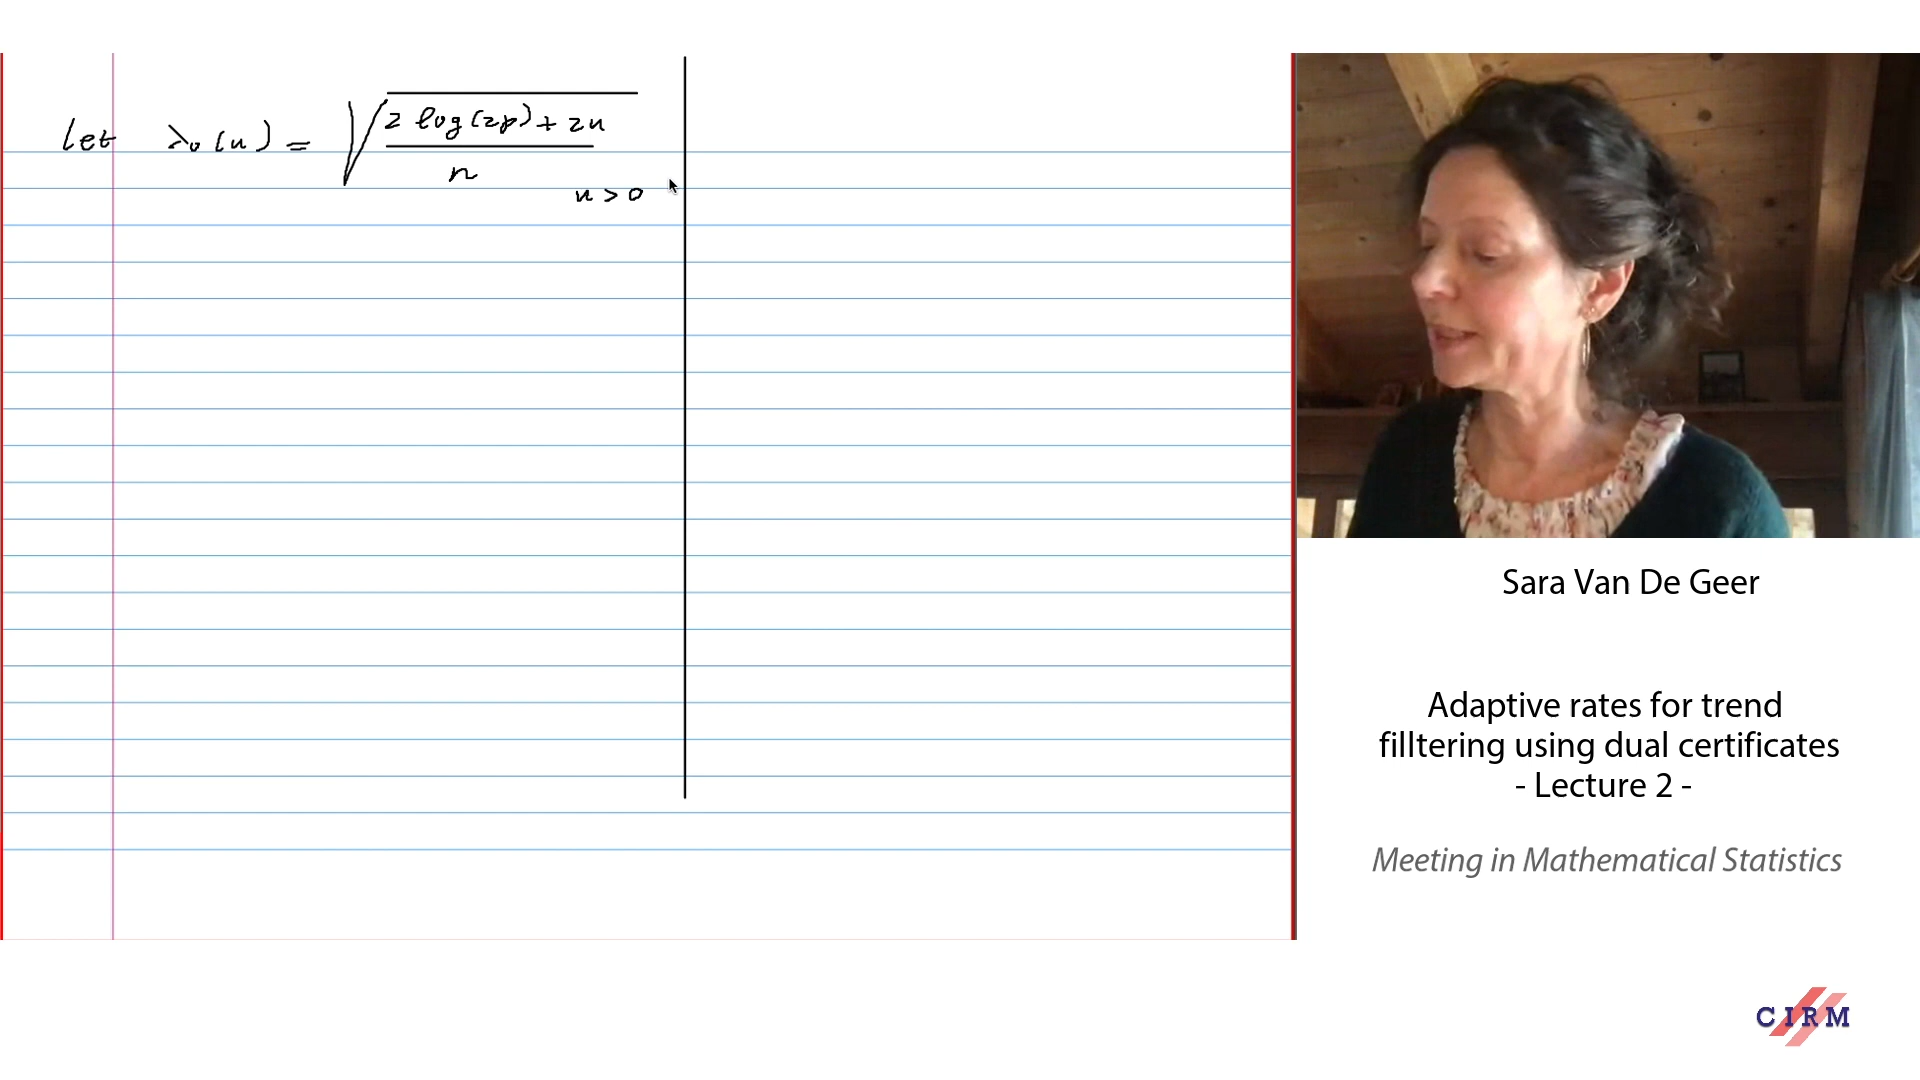 let λ₀(u) = √((2 log(2p) + 2u) / n)
u > 0
Sara Van De Geer
Adaptive rates for trend
filltering using dual certificates
- Lecture 2 -
Meeting in Mathematical Statistics
CIRM